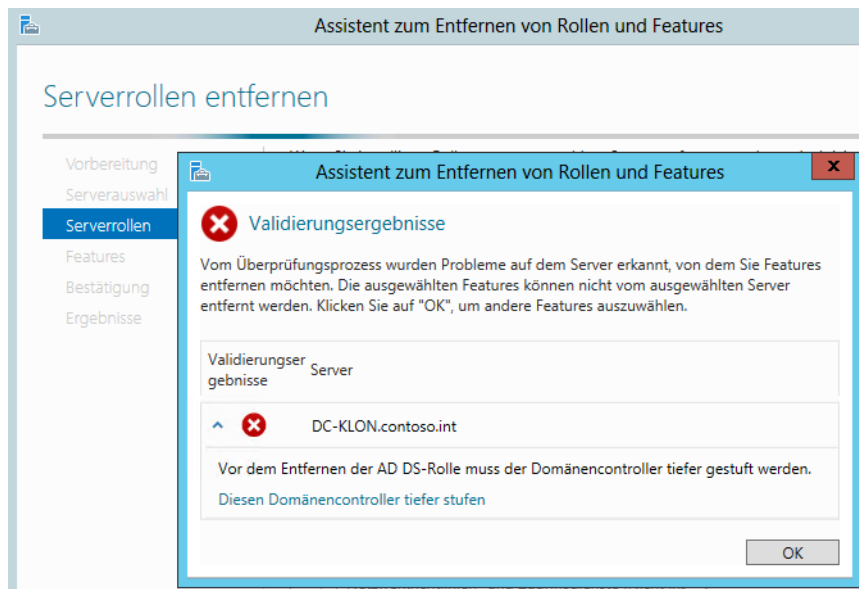 Assistent zum Entfernen von Rollen und Features
Serverrollen entfernen
Vorbereitung
Serverauswahl
Serverrollen
Features
Bestätigung
Ergebnisse
Assistent zum Entfernen von Rollen und Features
x
Validierungsergebnisse
Vom Überprüfungsprozess wurden Probleme auf dem Server erkannt, von dem Sie Features
entfernen möchten. Die ausgewählten Features können nicht vom ausgewählten Server
entfernt werden. Klicken Sie auf "OK", um andere Features auszuwählen.
Validierungser
gebnisse
Server
DC-KLON.contoso.int
Vor dem Entfernen der AD DS-Rolle muss der Domänencontroller tiefer gestuft werden.
Diesen Domänencontroller tiefer stufen
OK